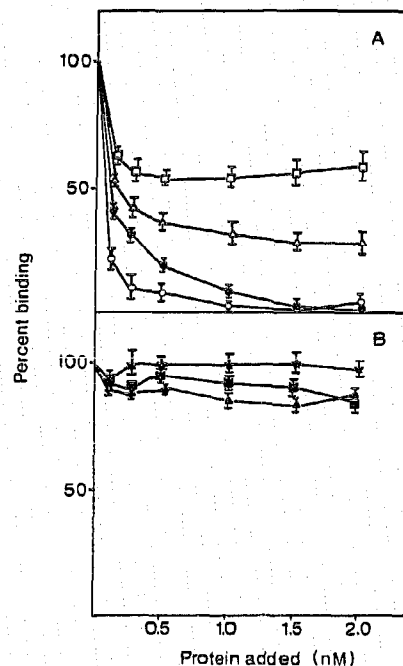 A
100
50
Percent binding
B
100
50
0.5 1.0 1.5 2.0
Protein added (nM)